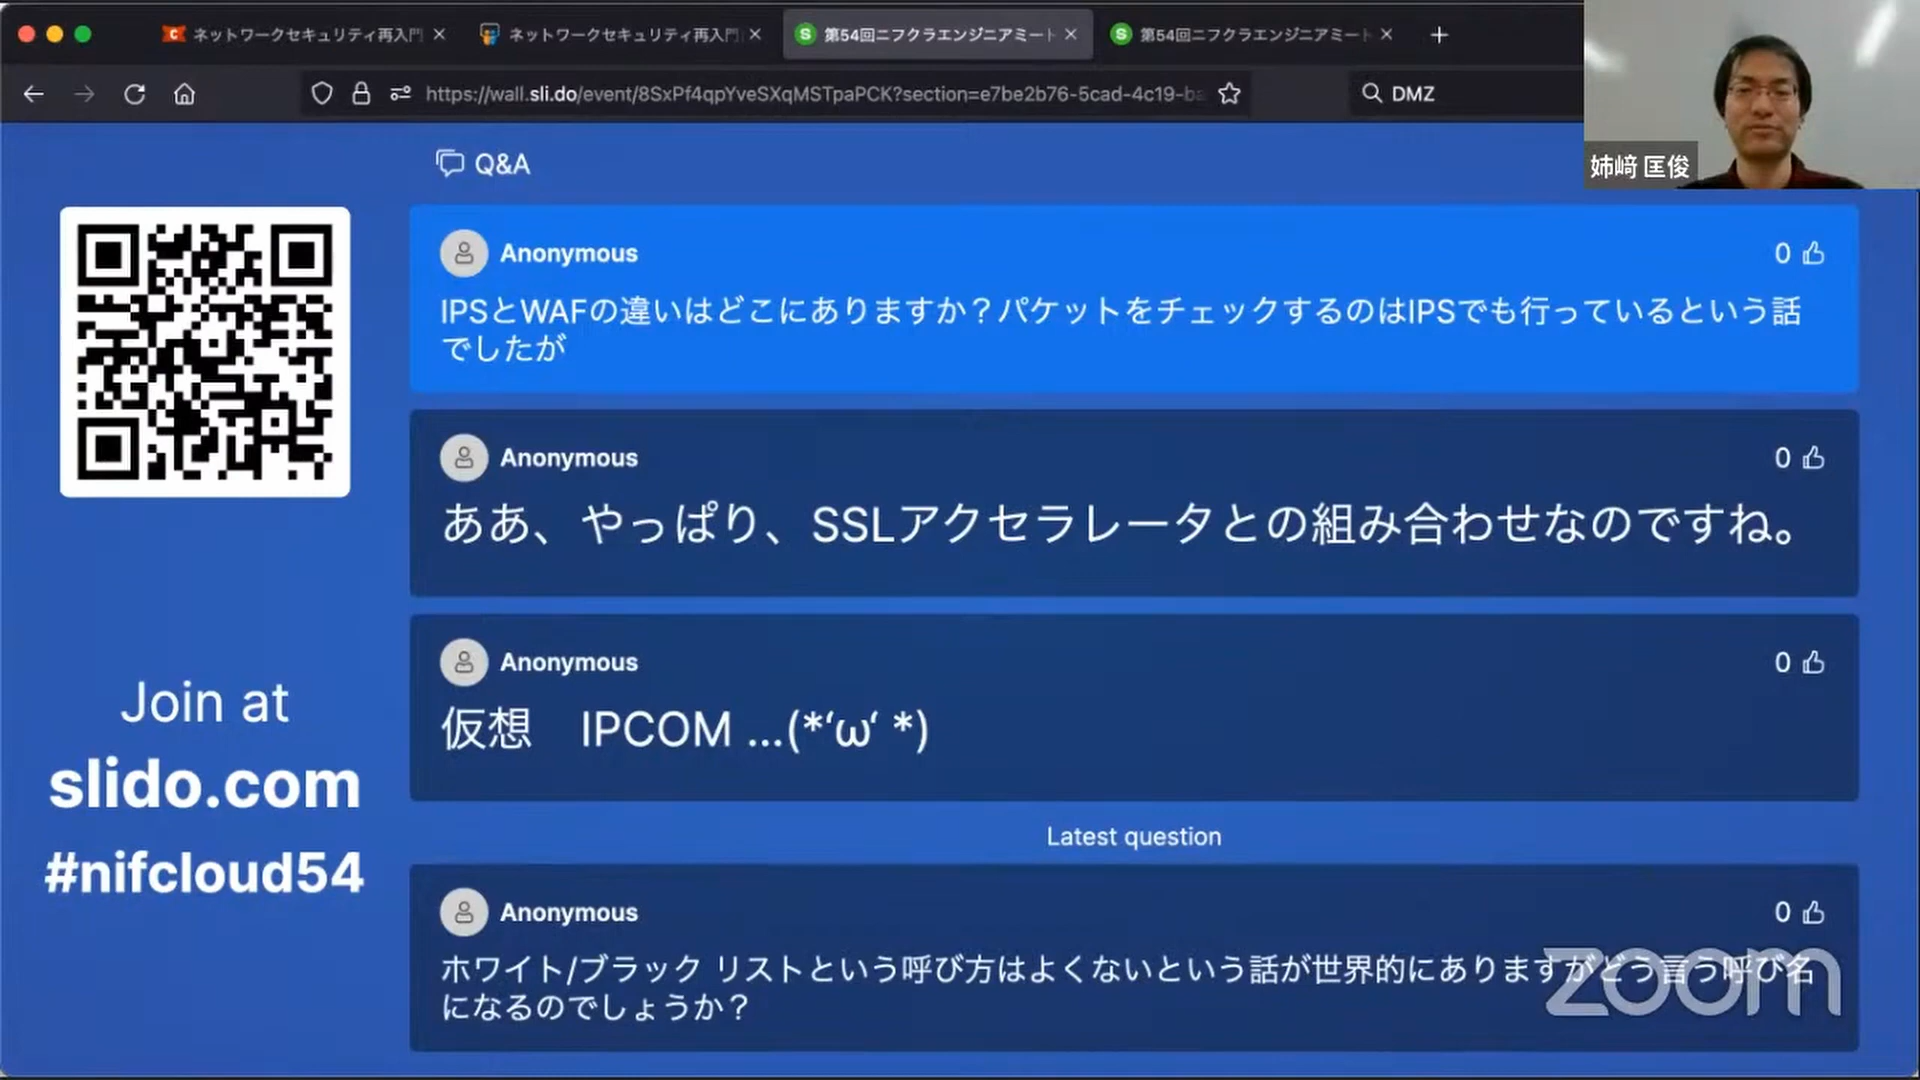 ネットワークセキュリティ再入門
ネットワークセキュリティ再入門
第54回ニフクラエンジニアミート
第54回ニフクラエンジニアミート
https://wall.sli.do/event/8SxPf4qpYveSXqMSTpaPCK?section=e7be2b76-5cad-4c19-ba
DMZ
姉﨑 匡俊
Q&A
Anonymous
0
IPSとWAFの違いはどこにありますか？パケットをチェックするのはIPSでも行っているという話
でしたが
Anonymous
0
ああ、やっぱり、SSLアクセラレータとの組み合わせなのですね。
Anonymous
0
仮想　IPCOM ...(*‘ω‘ *)
Join at
slido.com
#nifcloud54
Latest question
Anonymous
0
ホワイト/ブラック リストという呼び方はよくないという話が世界的にありますがどう言う呼び名
になるのでしょうか？
zoom